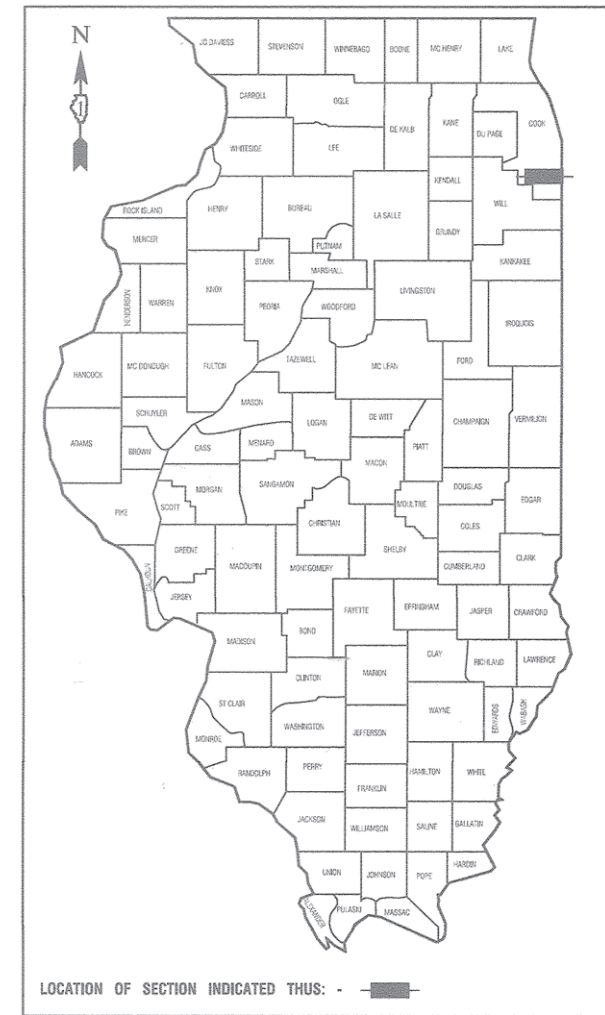 N
1
JO DAVIESS STEVENSON WINNEBAGO BOONE MC HENRY LAKE
CARROLL OGLE DE KALB KANE DU PAGE COOK
WHITESIDE LEE
KENDALL WILL
ROCK ISLAND HENRY BUREAU LA SALLE
MERCER PUTNAM GRUNDY
STARK MARSHALL KANKAKEE
HENDERSON WARREN KNOX PEORIA WOODFORD LIVINGSTON IROQUOIS
HANCOCK MC DONOUGH FULTON TAZEWELL MC LEAN FORD
MASON
SCHUYLER LOGAN DE WITT CHAMPAIGN VERMILION
ADAMS BROWN CASS MENARD PIATT
MACON
MORGAN SANGAMON DOUGLAS
PIKE SCOTT CHRISTIAN MOULTRIE EDGAR
COLES
GREENE SHELBY
CALHOUN MACOUPIN MONTGOMERY CUMBERLAND CLARK
JERSEY FAYETTE EFFINGHAM JASPER CRAWFORD
MADISON BOND
CLAY RICHLAND LAWRENCE
CLINTON MARION
ST CLAIR WAYNE EDWARDS WABASH
MONROE WASHINGTON JEFFERSON
RANDOLPH PERRY HAMILTON WHITE
FRANKLIN
JACKSON WILLIAMSON SALINE GALLATIN
UNION JOHNSON POPE HARDIN
ALEXANDER PULASKI MASSAC
LOCATION OF SECTION INDICATED THUS: -